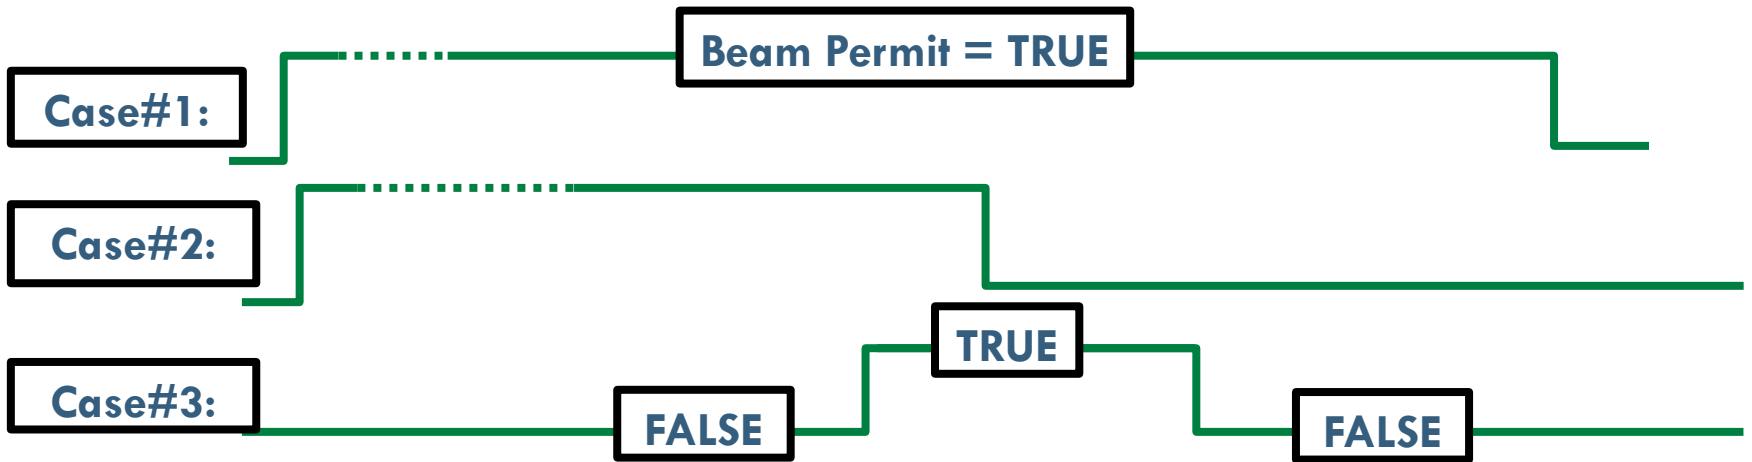 Beam Permit = TRUE
Case#1:
Case#2:
TRUE
Case#3:
FALSE
FALSE